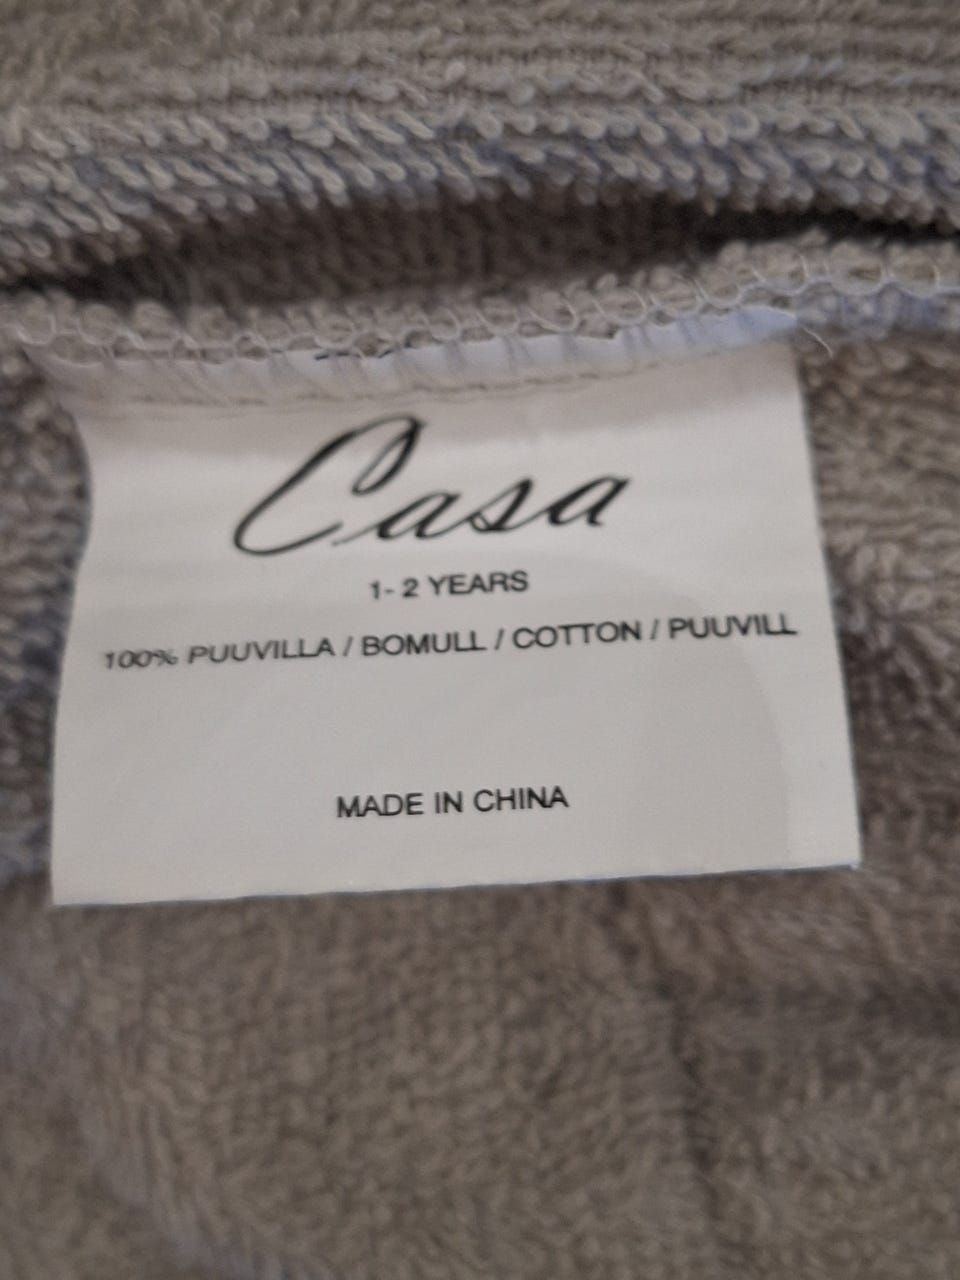 Casa
1- 2 YEARS
100% PUUVILLA / BOMULL / COTTON / PUUVILL
MADE IN CHINA